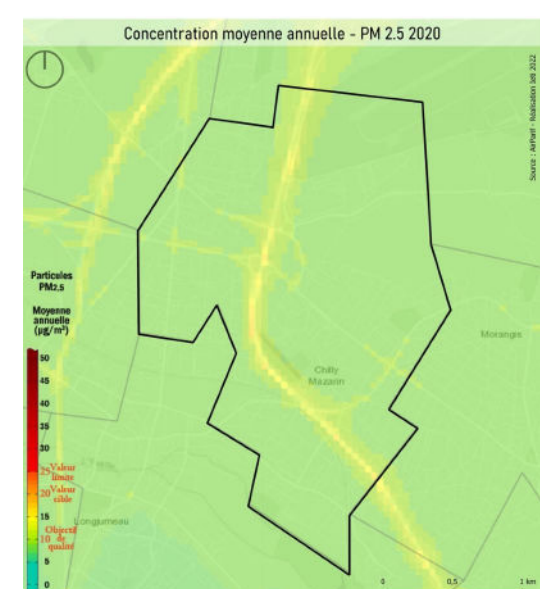 Concentration moyenne annuelle - PM 2.5 2020
Source : AirParif - Réalisation Ieti 2022
Particules
PM2.5
Moyenne
annuelle
(µg/m³)
50
45
40
35
30
25 Valeur
limite
20 Valeur
cible
15
Objectif
10 de
qualité
5
0
Morangis
Chilly
Mazarin
Longjumeau
0 0,5 1 km